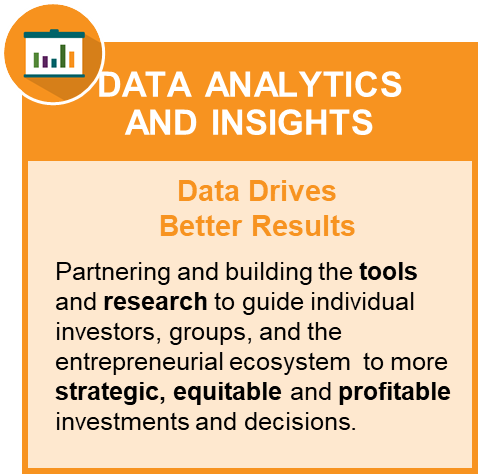 DATA ANALYTICS
AND INSIGHTS
Data Drives
Better Results
Partnering and building the tools
and research to guide individual
investors, groups, and the
entrepreneurial ecosystem  to more
strategic, equitable and profitable
investments and decisions.